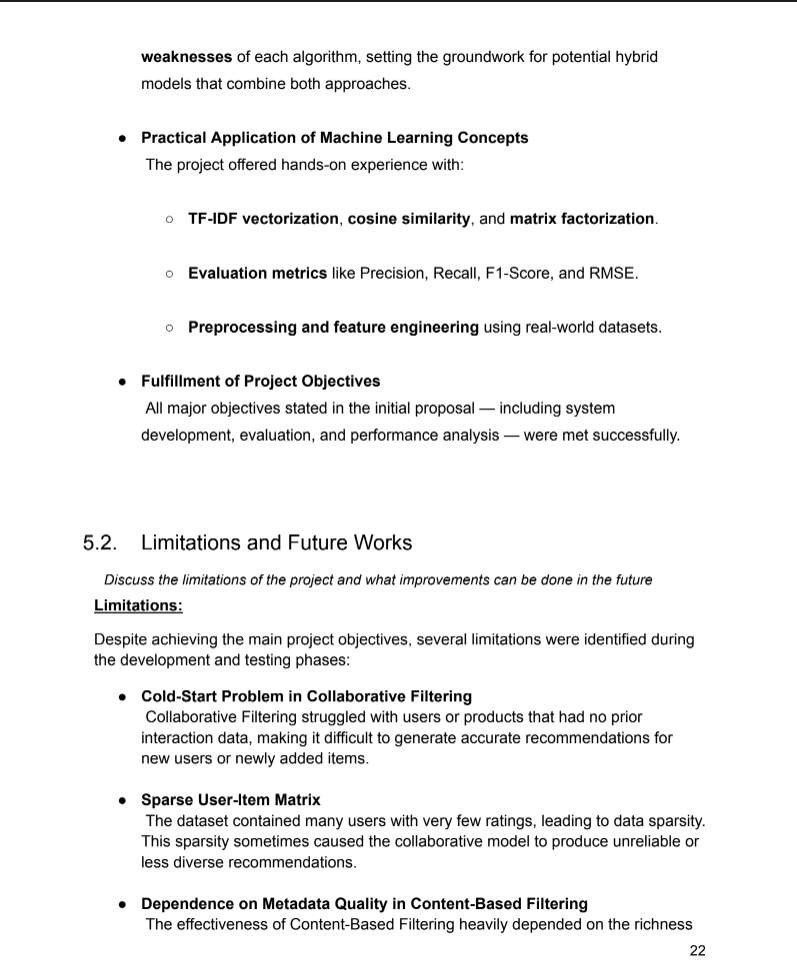 weaknesses of each algorithm, setting the groundwork for potential hybrid
models that combine both approaches.
● Practical Application of Machine Learning Concepts
The project offered hands-on experience with:
○ TF-IDF vectorization, cosine similarity, and matrix factorization.
○ Evaluation metrics like Precision, Recall, F1-Score, and RMSE.
○ Preprocessing and feature engineering using real-world datasets.
● Fulfillment of Project Objectives
All major objectives stated in the initial proposal — including system
development, evaluation, and performance analysis — were met successfully.
5.2. Limitations and Future Works
Discuss the limitations of the project and what improvements can be done in the future
Limitations:
Despite achieving the main project objectives, several limitations were identified during
the development and testing phases:
● Cold-Start Problem in Collaborative Filtering
Collaborative Filtering struggled with users or products that had no prior
interaction data, making it difficult to generate accurate recommendations for
new users or newly added items.
● Sparse User-Item Matrix
The dataset contained many users with very few ratings, leading to data sparsity.
This sparsity sometimes caused the collaborative model to produce unreliable or
less diverse recommendations.
● Dependence on Metadata Quality in Content-Based Filtering
The effectiveness of Content-Based Filtering heavily depended on the richness
22